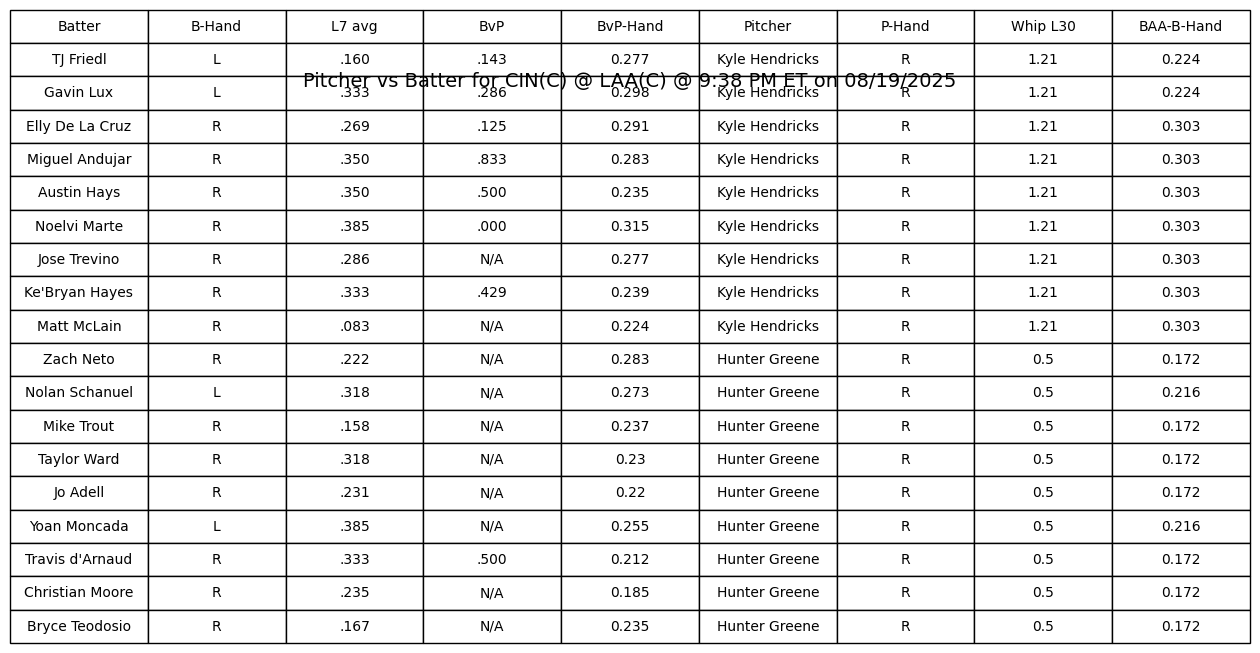 Batter B-Hand L7 avg BvP BvP-Hand Pitcher P-Hand Whip L30 BAA-B-Hand
TJ Friedl L .160 .143 0.277 Kyle Hendricks R 1.21 0.224
Pitcher vs Batter for CIN(C) @ LAA(C) @ 9:38 PM ET on 08/19/2025
Gavin Lux L .333 .286 0.298 Kyle Hendricks R 1.21 0.224
Elly De La Cruz R .269 .125 0.291 Kyle Hendricks R 1.21 0.303
Miguel Andujar R .350 .833 0.283 Kyle Hendricks R 1.21 0.303
Austin Hays R .350 .500 0.235 Kyle Hendricks R 1.21 0.303
Noelvi Marte R .385 .000 0.315 Kyle Hendricks R 1.21 0.303
Jose Trevino R .286 N/A 0.277 Kyle Hendricks R 1.21 0.303
Ke'Bryan Hayes R .333 .429 0.239 Kyle Hendricks R 1.21 0.303
Matt McLain R .083 N/A 0.224 Kyle Hendricks R 1.21 0.303
Zach Neto R .222 N/A 0.283 Hunter Greene R 0.5 0.172
Nolan Schanuel L .318 N/A 0.273 Hunter Greene R 0.5 0.216
Mike Trout R .158 N/A 0.237 Hunter Greene R 0.5 0.172
Taylor Ward R .318 N/A 0.23 Hunter Greene R 0.5 0.172
Jo Adell R .231 N/A 0.22 Hunter Greene R 0.5 0.172
Yoan Moncada L .385 N/A 0.255 Hunter Greene R 0.5 0.216
Travis d'Arnaud R .333 .500 0.212 Hunter Greene R 0.5 0.172
Christian Moore R .235 N/A 0.185 Hunter Greene R 0.5 0.172
Bryce Teodosio R .167 N/A 0.235 Hunter Greene R 0.5 0.172